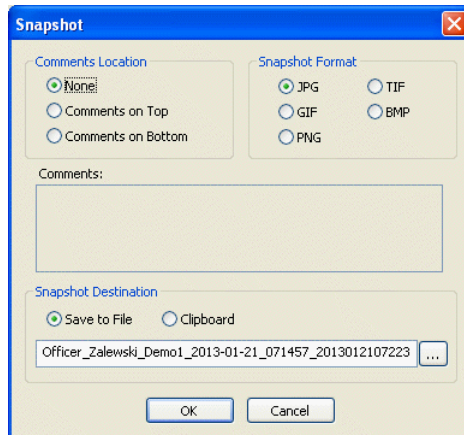 Snapshot
Comments Location
None
Comments on Top
Comments on Bottom
Snapshot Format
JPG
TIF
GIF
BMP
PNG
Comments:
Snapshot Destination
Save to File
Clipboard
Officer_Zalewski_Demo1_2013-01-21_071457_2013012107223
...
OK
Cancel